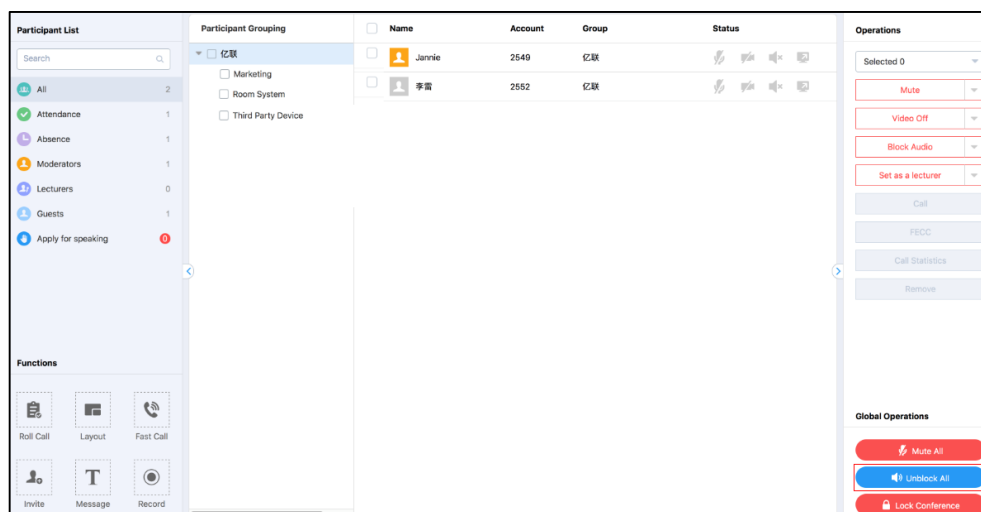 Participant List
Search
All 2
Attendance 1
Absence 1
Moderators 1
Lecturers 0
Guests 1
Apply for speaking 0
Functions
Roll Call Layout Fast Call
Invite Message Record
Participant Grouping
亿联
Marketing
Room System
Third Party Device
Name Account Group Status
Jannie 2549 亿联
李雷 2552 亿联
Operations
Selected 0
Mute
Video Off
Block Audio
Set as a lecturer
Call
FECC
Call Statistics
Remove
Global Operations
Mute All
Unblock All
Lock Conference